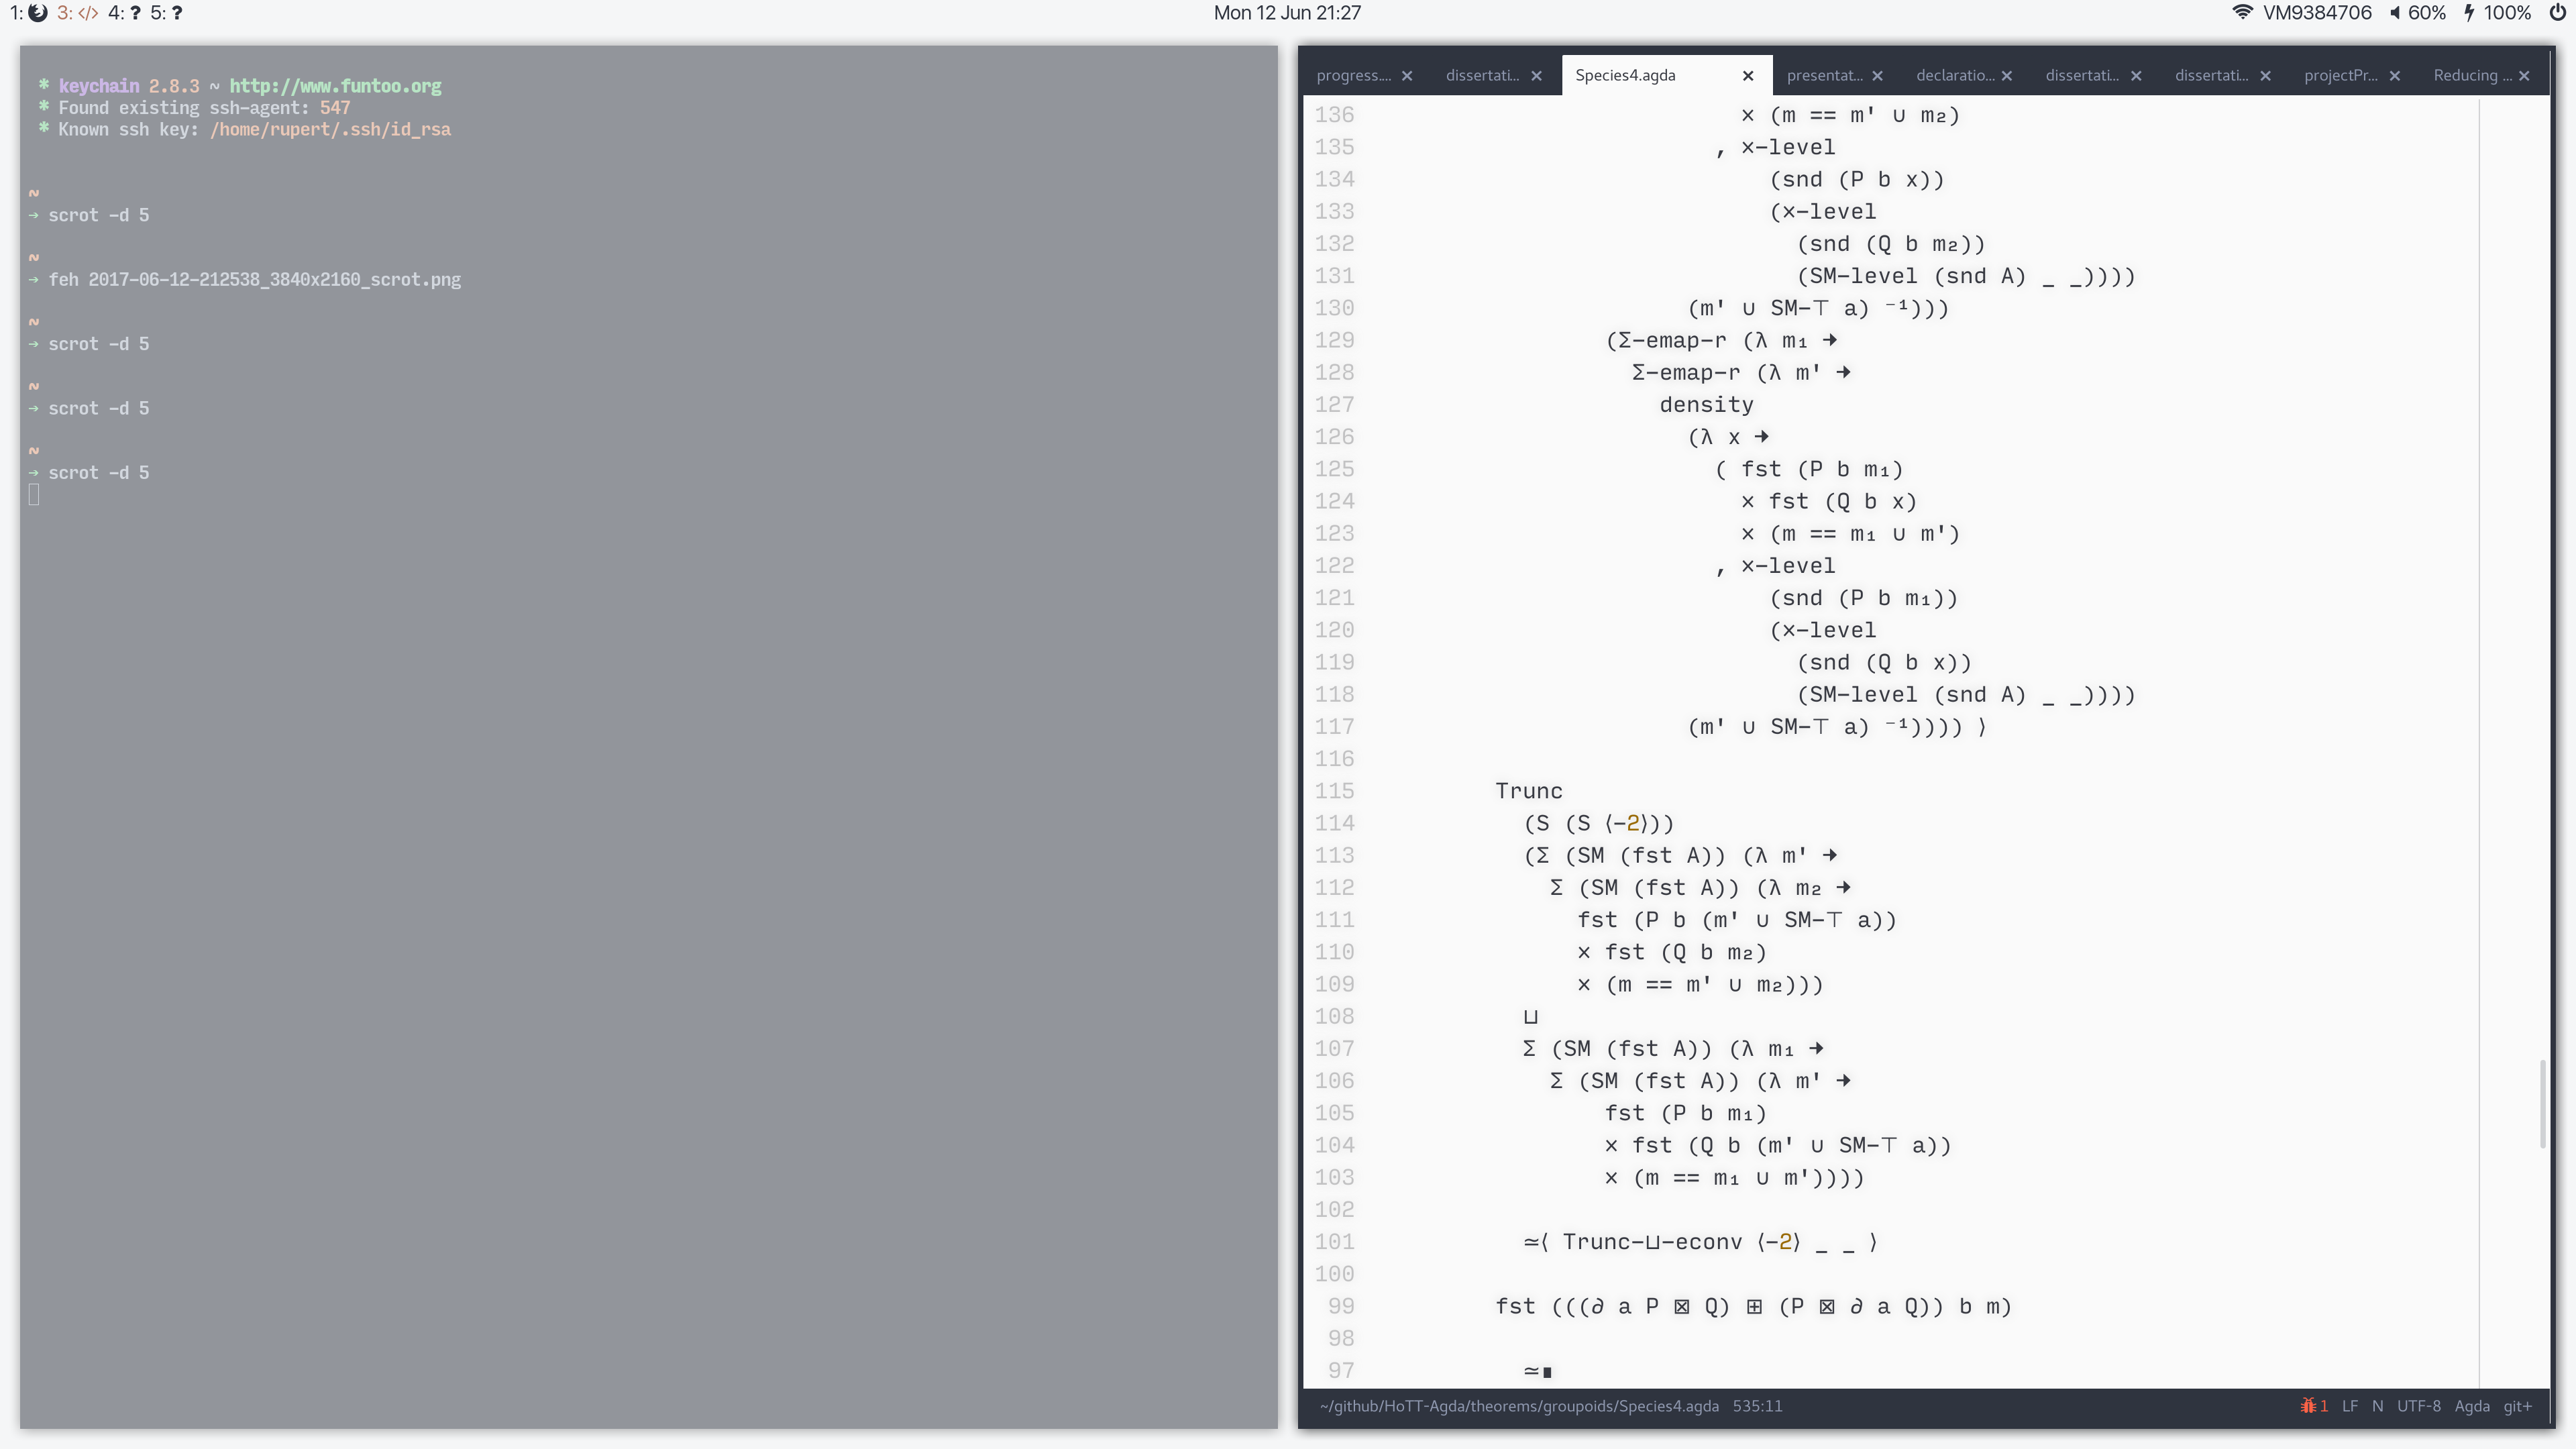 1: 3: </> 4: ? 5: ?
Mon 12 Jun 21:27
VM9384706 60% 100%
* keychain 2.8.3 ~ http://www.funtoo.org
* Found existing ssh-agent: 547
* Known ssh key: /home/rupert/.ssh/id_rsa
~
→ scrot -d 5
~
→ feh 2017-06-12-212538_3840x2160_scrot.png
~
→ scrot -d 5
~
→ scrot -d 5
~
→ scrot -d 5
progress.... × dissertati... × Species4.agda × presentat... × declaratio... × dissertati... × dissertati... × projectPr... × Reducing ... ×
136 × (m == m' ∪ m₂)
135 , ×-level
134 (snd (P b x))
133 (×-level
132 (snd (Q b m₂))
131 (SM-level (snd A) _ _))))
130 (m' ∪ SM-⊤ a) ⁻¹)))
129 (Σ-emap-r (λ m₁ →
128 Σ-emap-r (λ m' →
127 density
126 (λ x →
125 ( fst (P b m₁)
124 × fst (Q b x)
123 × (m == m₁ ∪ m')
122 , ×-level
121 (snd (P b m₁))
120 (×-level
119 (snd (Q b x))
118 (SM-level (snd A) _ _))))
117 (m' ∪ SM-⊤ a) ⁻¹)))) ⟩
116
115 Trunc
114 (S (S ⟨-2⟩))
113 (Σ (SM (fst A)) (λ m' →
112 Σ (SM (fst A)) (λ m₂ →
111 fst (P b (m' ∪ SM-⊤ a))
110 × fst (Q b m₂)
109 × (m == m' ∪ m₂)))
108 ⊔
107 Σ (SM (fst A)) (λ m₁ →
106 Σ (SM (fst A)) (λ m' →
105 fst (P b m₁)
104 × fst (Q b (m' ∪ SM-⊤ a))
103 × (m == m₁ ∪ m'))))
102
101 ≃⟨ Trunc-⊔-econv ⟨-2⟩ _ _ ⟩
100
99 fst (((∂ a P ⊠ Q) ⊞ (P ⊠ ∂ a Q)) b m)
98
97 ≃∎
~/github/HoTT-Agda/theorems/groupoids/Species4.agda 535:11
1 LF N UTF-8 Agda git+